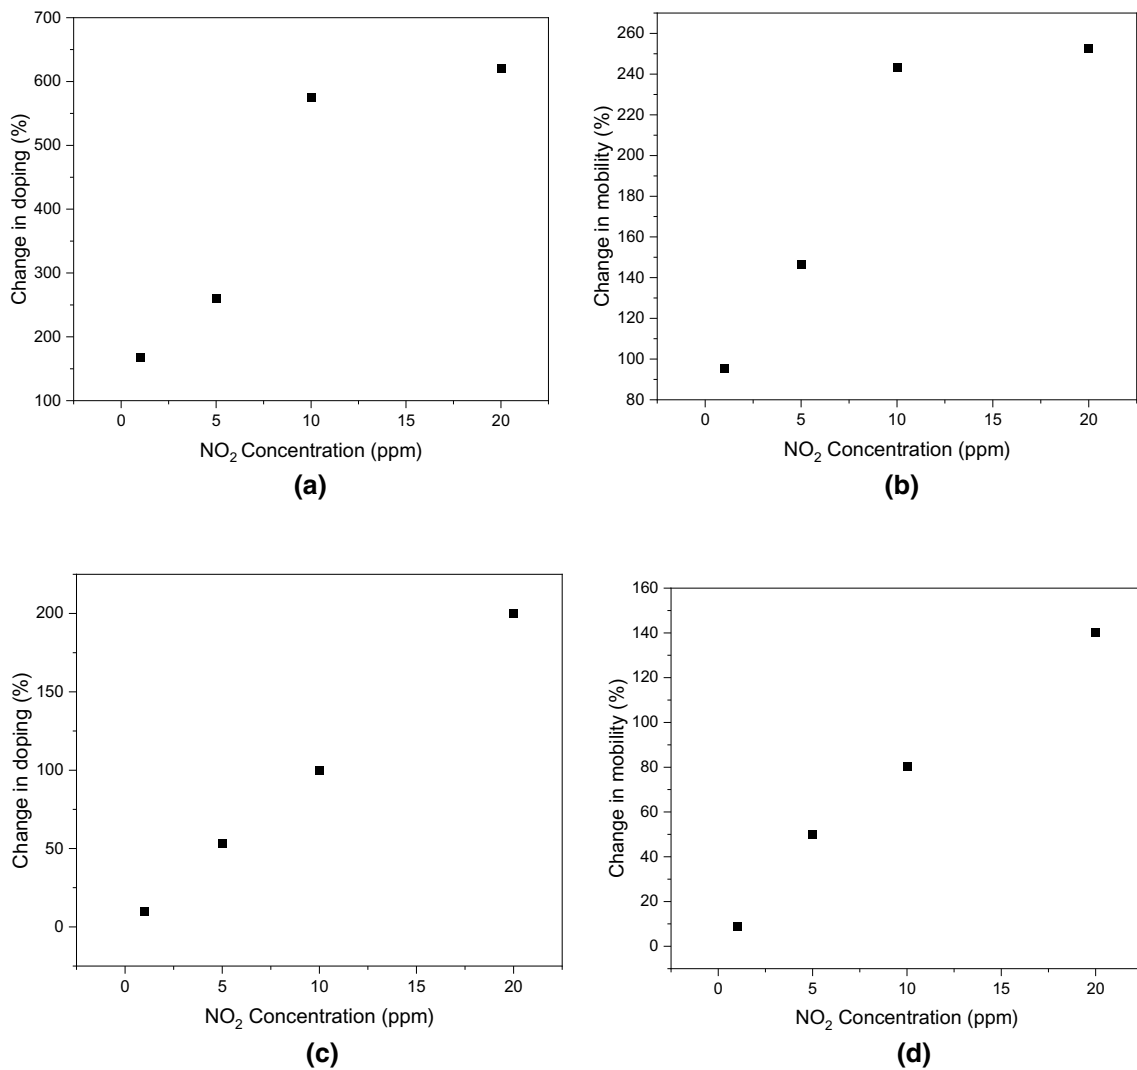 700
600
500
400
300
200
100
0 5 10 15 20
Change in doping (%)
NO2 Concentration (ppm)
(a)
260
240
220
200
180
160
140
120
100
80
0 5 10 15 20
Change in mobility (%)
NO2 Concentration (ppm)
(b)
200
150
100
50
0
0 5 10 15 20
Change in doping (%)
NO2 Concentration (ppm)
(c)
160
140
120
100
80
60
40
20
0
0 5 10 15 20
Change in mobility (%)
NO2 Concentration (ppm)
(d)